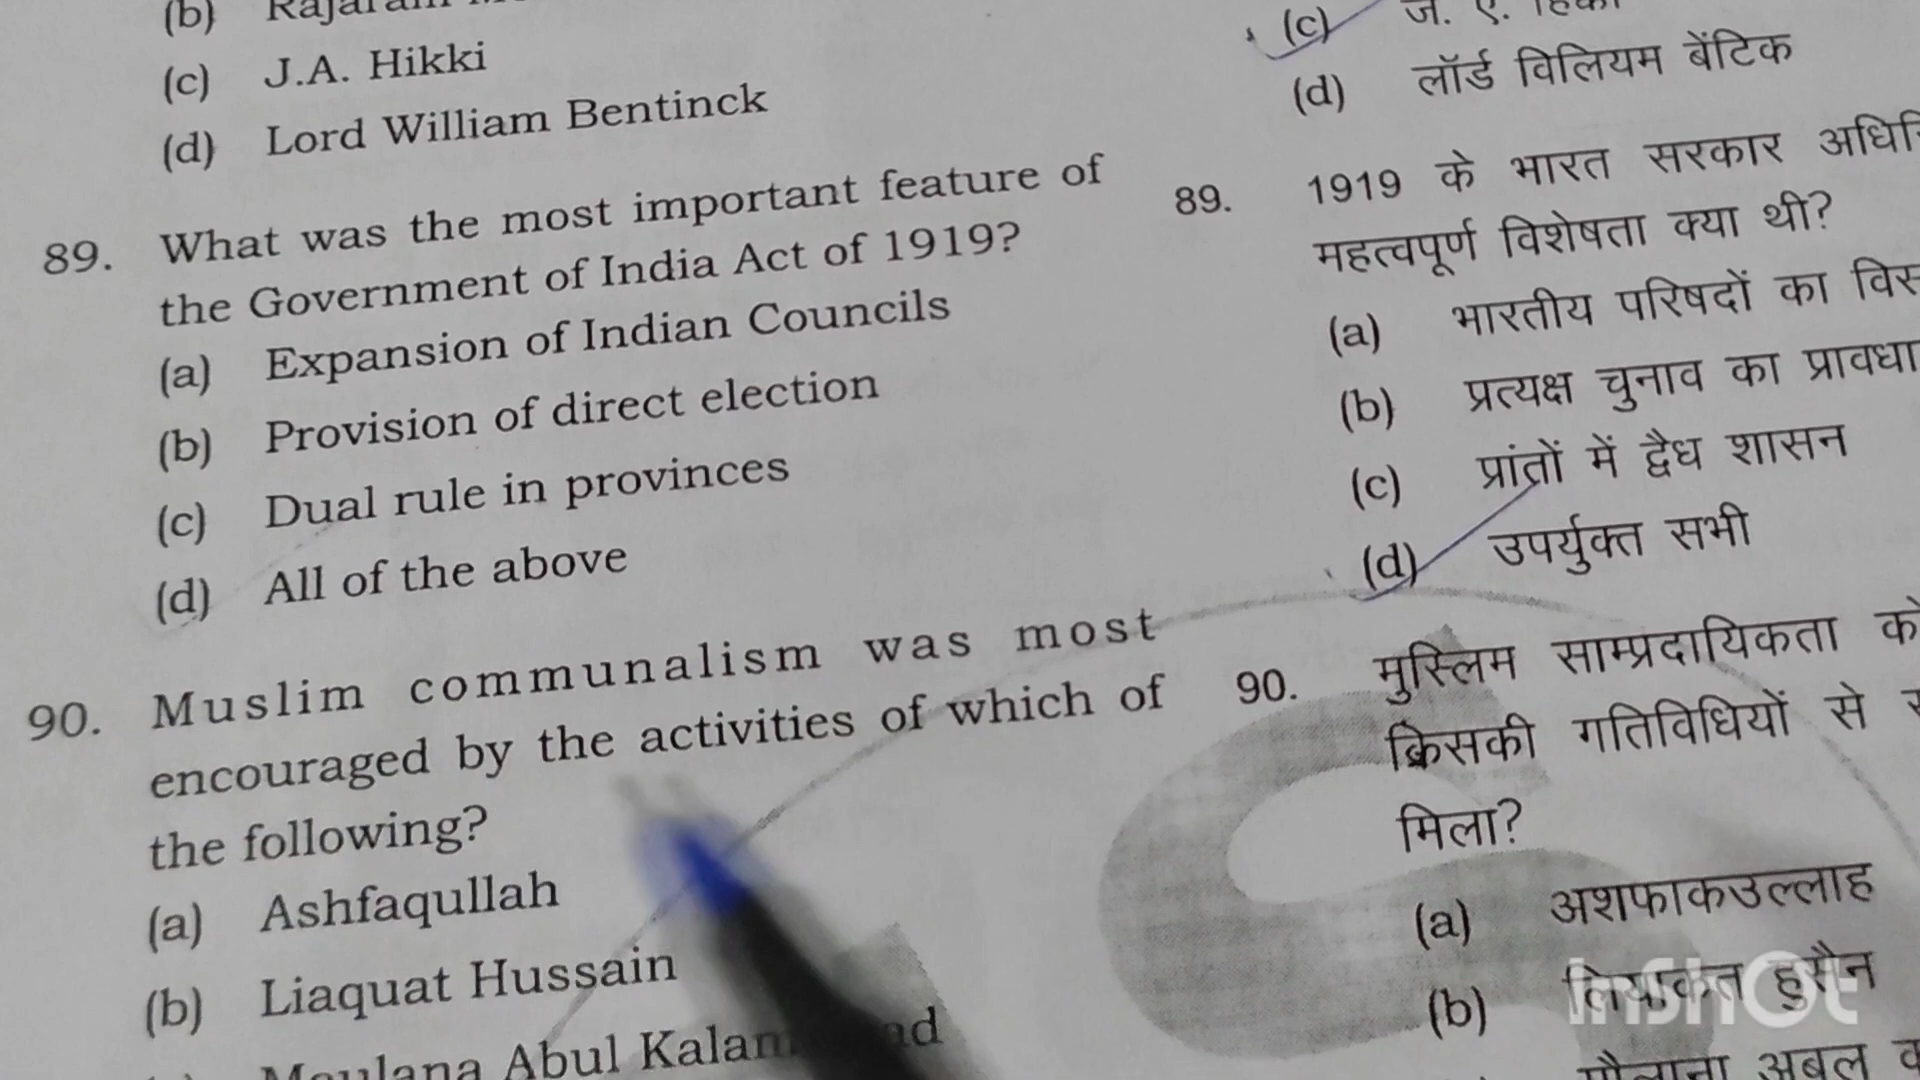 (b)
(c) J.A. Hikki
(d) Lord William Bentinck
89. What was the most important feature of
the Government of India Act of 1919?
(a) Expansion of Indian Councils
(b) Provision of direct election
(c) Dual rule in provinces
(d) All of the above
90. Muslim communalism was most
encouraged by the activities of which of
the following?
(a) Ashfaqullah
(b) Liaquat Hussain
Abul
(c) जे. ए.
(d) लॉर्ड विलियम बेंटिक
89. 1919 के भारत सरकार
महत्वपूर्ण विशेषता क्या थी?
(a) भारतीय परिषदों का
(b) प्रत्यक्ष चुनाव का
(c) प्रांतों में द्वैध शासन
(d) उपर्युक्त सभी
90. मुस्लिम साम्प्रदायिकता
किसकी गतिविधियों से
मिला?
(a) अशफाकउल्लाह
(b) लियाकत हुसैन
InShOt